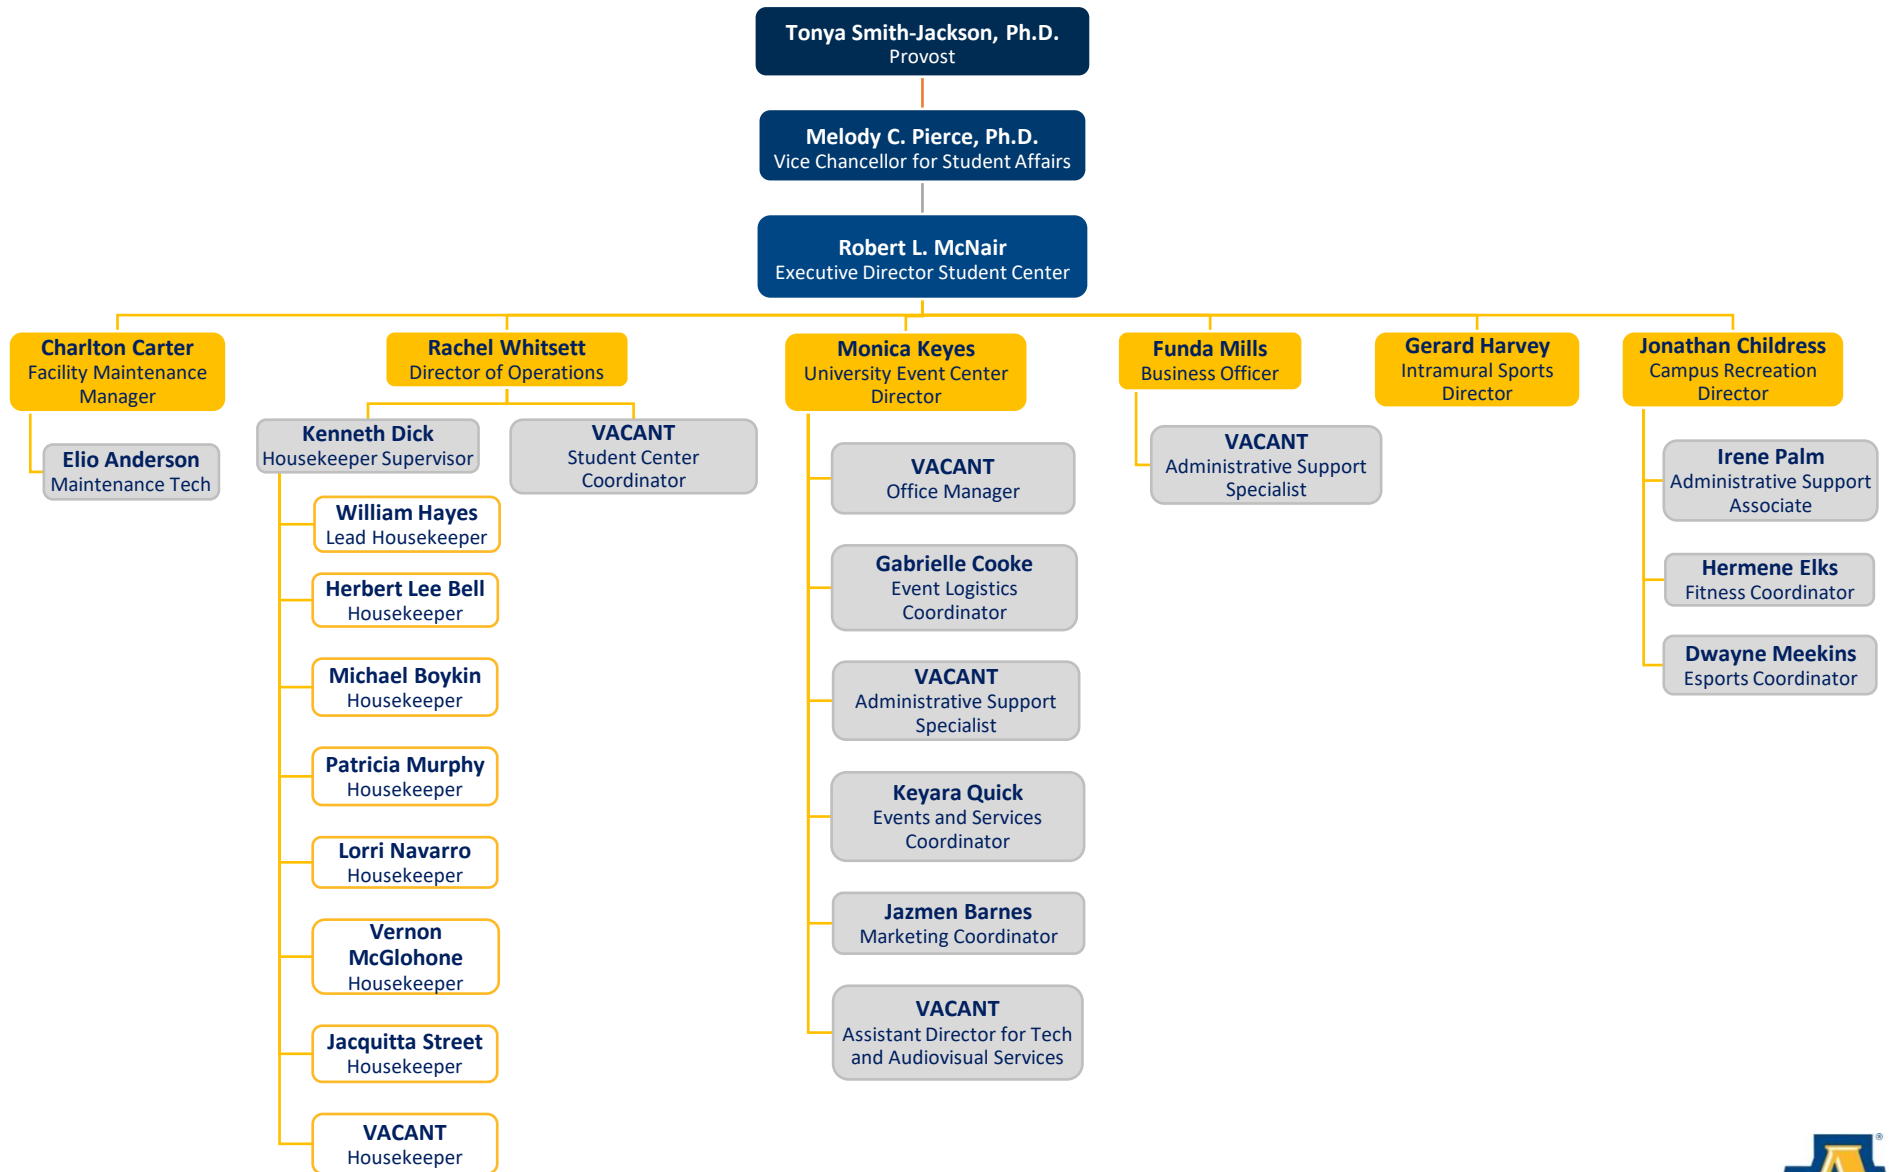 Tonya Smith-Jackson, Ph.D.
Provost
Melody C. Pierce, Ph.D.
Vice Chancellor for Student Affairs
Robert L. McNair
Executive Director Student Center
Charlton Carter
Facility Maintenance
Manager
Elio Anderson
Maintenance Tech
Rachel Whitsett
Director of Operations
Kenneth Dick
Housekeeper Supervisor
William Hayes
Lead Housekeeper
Herbert Lee Bell
Housekeeper
Michael Boykin
Housekeeper
Patricia Murphy
Housekeeper
Lorri Navarro
Housekeeper
Vernon
McGlohone
Housekeeper
Jacquitta Street
Housekeeper
VACANT
Housekeeper
VACANT
Student Center
Coordinator
Monica Keyes
University Event Center
Director
VACANT
Office Manager
Gabrielle Cooke
Event Logistics
Coordinator
VACANT
Administrative Support
Specialist
Keyara Quick
Events and Services
Coordinator
Jazmen Barnes
Marketing Coordinator
VACANT
Assistant Director for Tech
and Audiovisual Services
Funda Mills
Business Officer
VACANT
Administrative Support
Specialist
Gerard Harvey
Intramural Sports
Director
Jonathan Childress
Campus Recreation
Director
Irene Palm
Administrative Support
Associate
Hermene Elks
Fitness Coordinator
Dwayne Meekins
Esports Coordinator
A
®